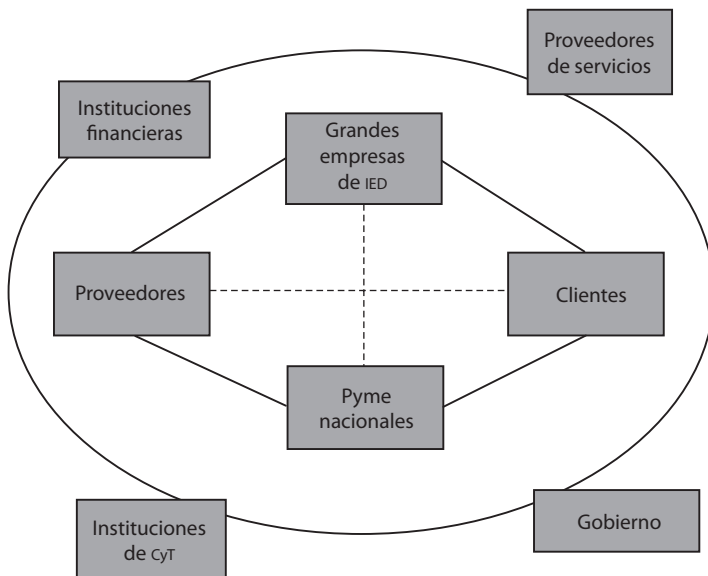 Proveedores
de servicios
Instituciones
financieras
Grandes
empresas
de IED
Proveedores
Clientes
Pyme
nacionales
Instituciones
de CyT
Gobierno